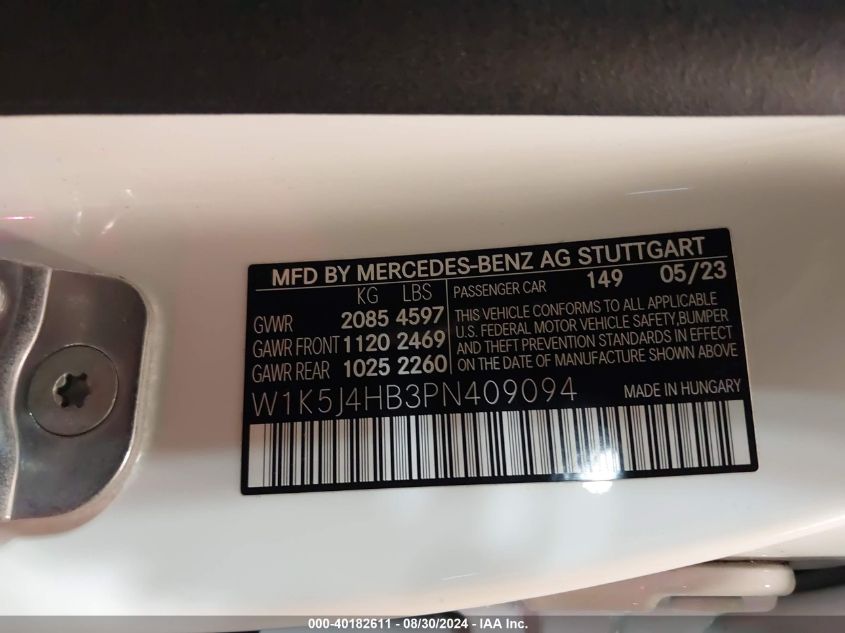 MFD BY MERCEDES-BENZ AG STUTTGART
KG LBS
GVWR 2085 4597
GAWR FRONT 1120 2469
GAWR REAR 1025 2260
PASSENGER CAR 149 05/23
THIS VEHICLE CONFORMS TO ALL APPLICABLE
U.S. FEDERAL MOTOR VEHICLE SAFETY,BUMPER
AND THEFT PREVENTION STANDARDS IN EFFECT
ON THE DATE OF MANUFACTURE SHOWN ABOVE
W1K5J4HB3PN409094 MADE IN HUNGARY
000-40182611 - 08/30/2024 - IAA Inc.